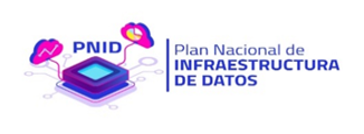 PNID
Plan Nacional de
INFRAESTRUCTURA
DE DATOS